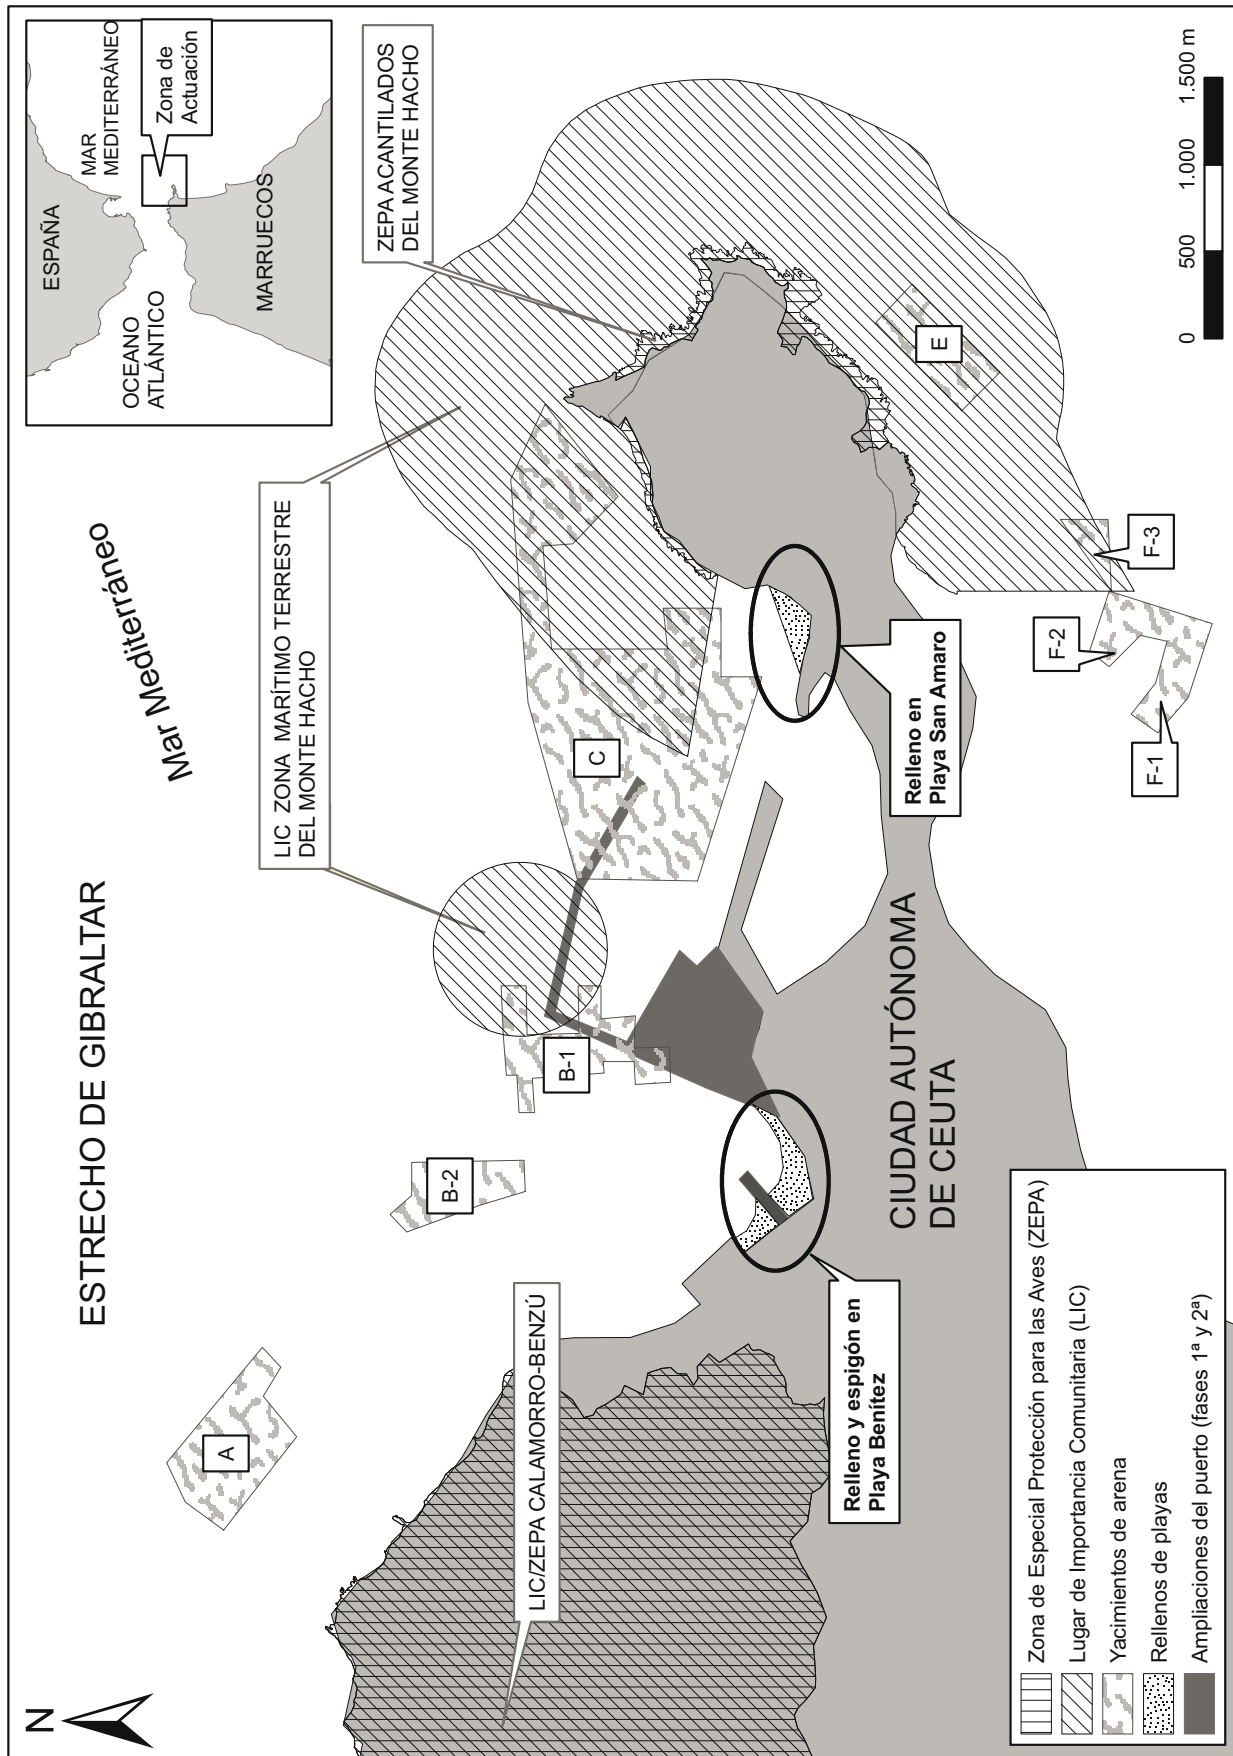 N
ESTRECHO DE GIBRALTAR
Mar Mediterráneo
ESPAÑA
MAR
MEDITERRÁNEO
Zona de
Actuación
OCEANO
ATLÁNTICO
MARRUECOS
LIC ZONA MARÍTIMO TERRESTRE
DEL MONTE HACHO
ZEPA ACANTILADOS
DEL MONTE HACHO
A
B-2
B-1
C
E
LIC/ZEPA CALAMORRO-BENZÚ
Relleno y espigón en
Playa Benítez
CIUDAD AUTÓNOMA
DE CEUTA
Relleno en
Playa San Amaro
F-1
F-2
F-3
Zona de Especial Protección para las Aves (ZEPA)
Lugar de Importancia Comunitaria (LIC)
Yacimientos de arena
Rellenos de playas
Ampliaciones del puerto (fases 1ª y 2ª)
0 500 1.000 1.500 m